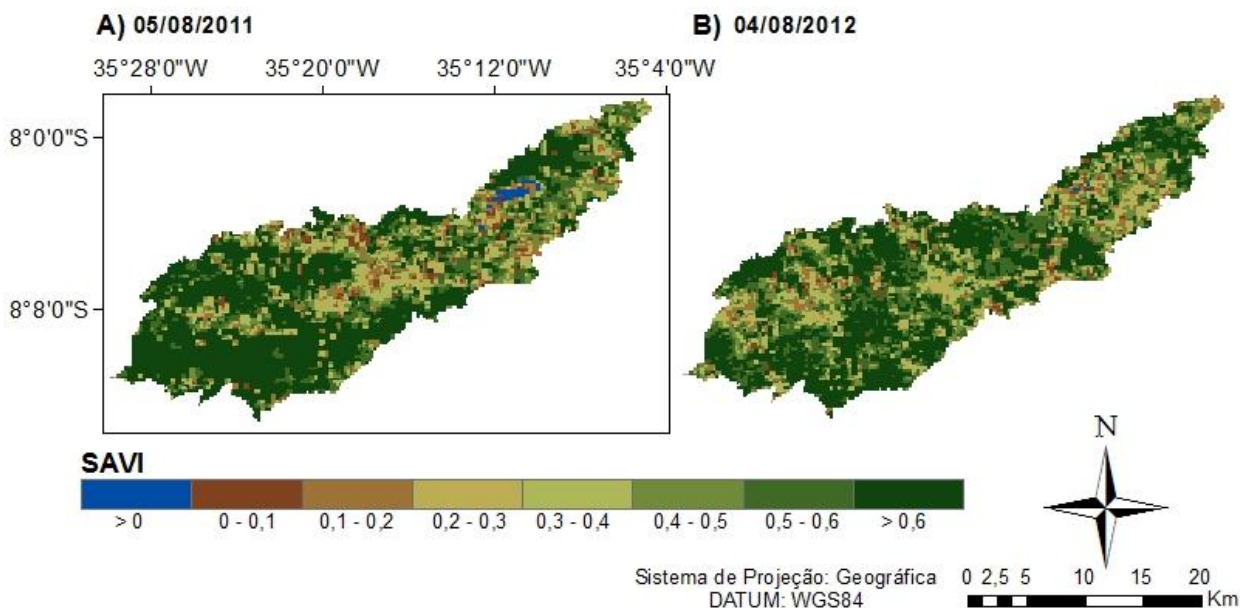 A) 05/08/2011
B) 04/08/2012
35°28'0"W 35°20'0"W 35°12'0"W 35°4'0"W
8°0'0"S
8°8'0"S
SAVI
> 0 0 - 0,1 0,1 - 0,2 0,2 - 0,3 0,3 - 0,4 0,4 - 0,5 0,5 - 0,6 > 0,6
N
Sistema de Projeção: Geográfica
DATUM: WGS84
0 2,5 5 10 15 20
Km